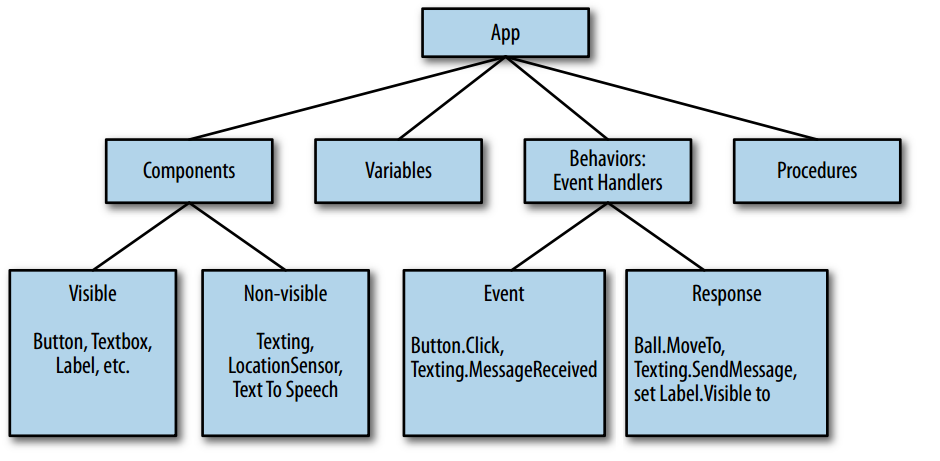 App
Components
Variables
Behaviors:
Event Handlers
Procedures
Visible
Button, Textbox,
Label, etc.
Non-visible
Texting,
LocationSensor,
Text To Speech
Event
Button.Click,
Texting.MessageReceived
Response
Ball.MoveTo,
Texting.SendMessage,
set Label.Visible to